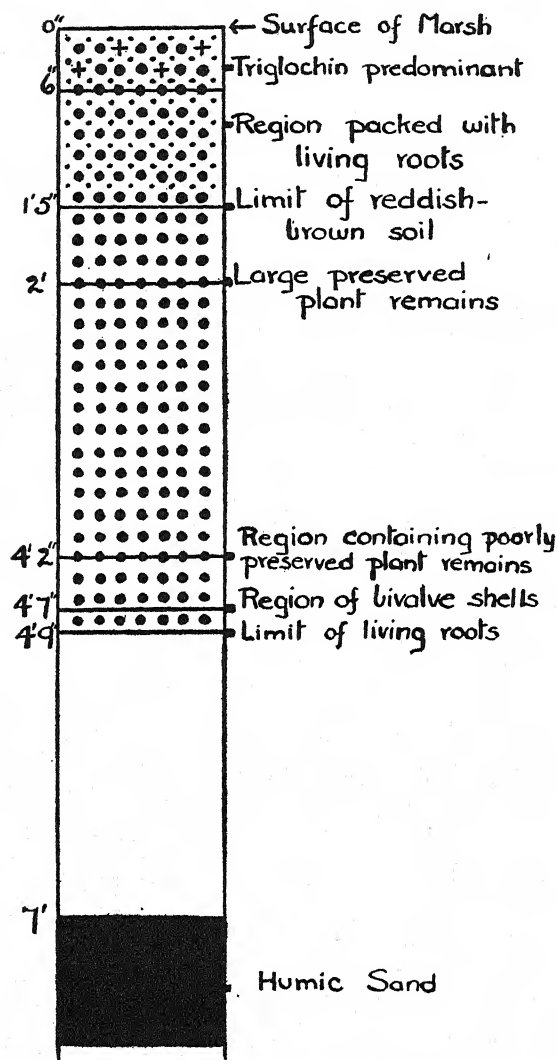 0" ← Surface of Marsh
Triglochin predominant
6"
Region packed with
living roots
1'5" Limit of reddish-
brown soil
2' Large preserved
plant remains
Region containing poorly
4'2" preserved plant remains
4'7" Region of bivalve shells
4'9" Limit of living roots
7'
Humic Sand